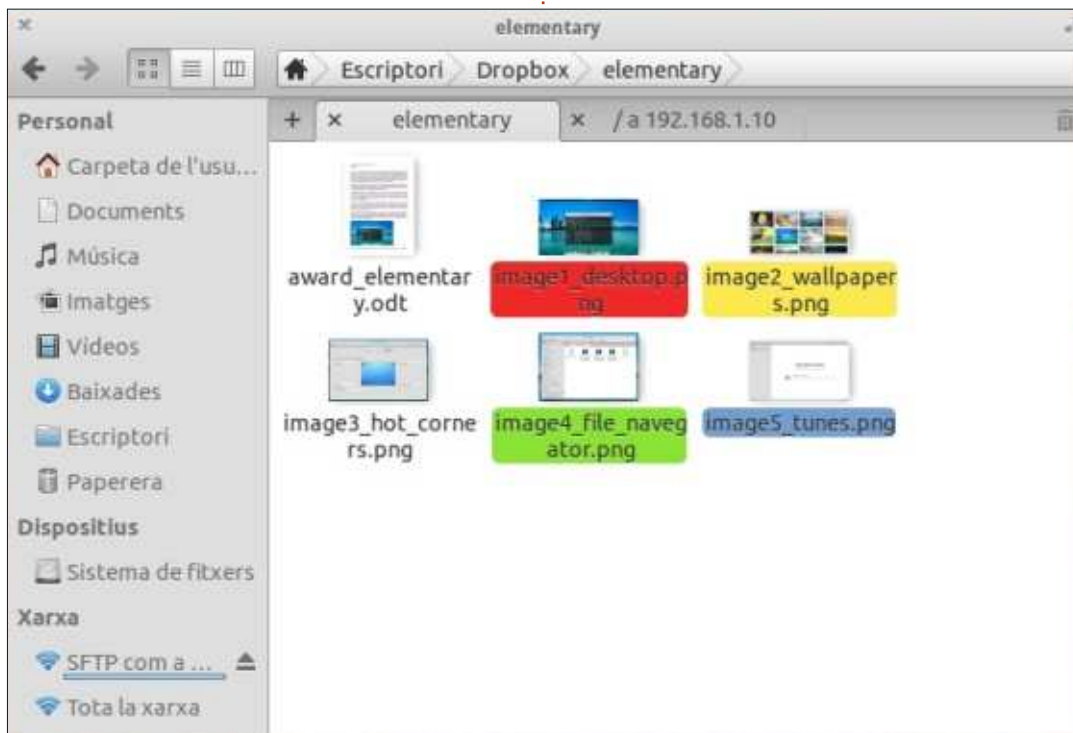 elementary
Escriptori Dropbox elementary
Personal
Carpeta de l'usu...
Documents
Música
Imatges
Vídeos
Baixades
Escriptori
Paperera
Dispositius
Sistema de fitxers
Xarxa
SFTP com a ...
Tota la xarxa
+ × elementary × / a 192.168.1.10
award_elementar
y.odt
image1_desktop.p
ng
image2_wallpaper
s.png
image3_hot_corne
rs.png
image4_file_naveg
ator.png
image5_tunes.png